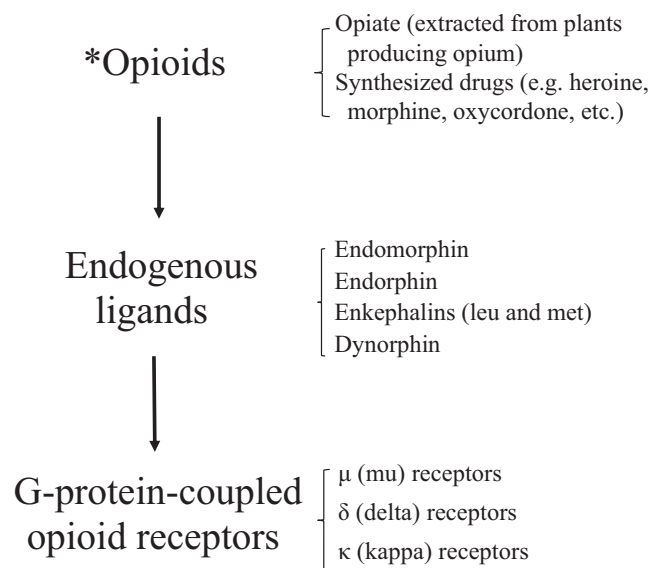 *Opioids
Opiate (extracted from plants
producing opium)
Synthesized drugs (e.g. heroine,
morphine, oxycordone, etc.)
Endogenous
ligands
Endomorphin
Endorphin
Enkephalins (leu and met)
Dynorphin
G-protein-coupled
opioid receptors
μ (mu) receptors
δ (delta) receptors
κ (kappa) receptors